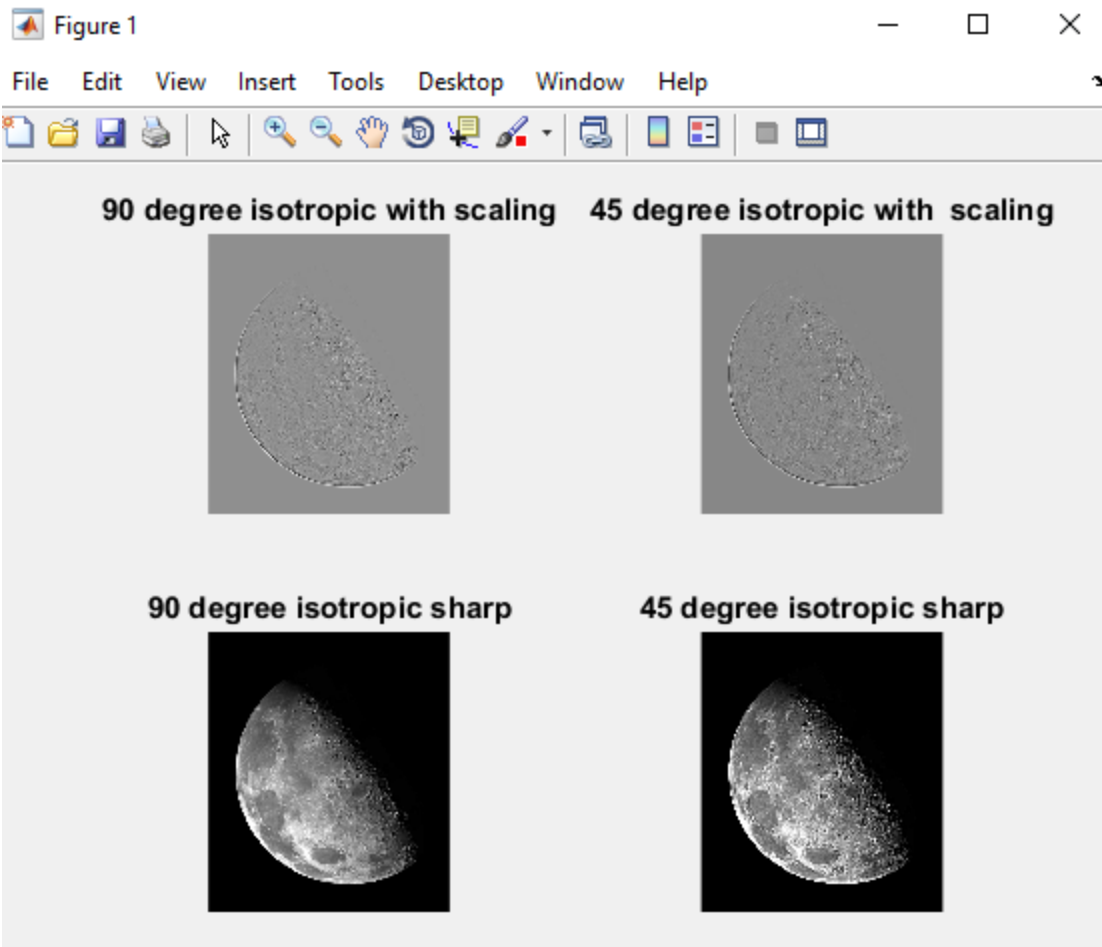 Figure 1
File Edit View Insert Tools Desktop Window Help
90 degree isotropic with scaling
45 degree isotropic with  scaling
90 degree isotropic sharp
45 degree isotropic sharp